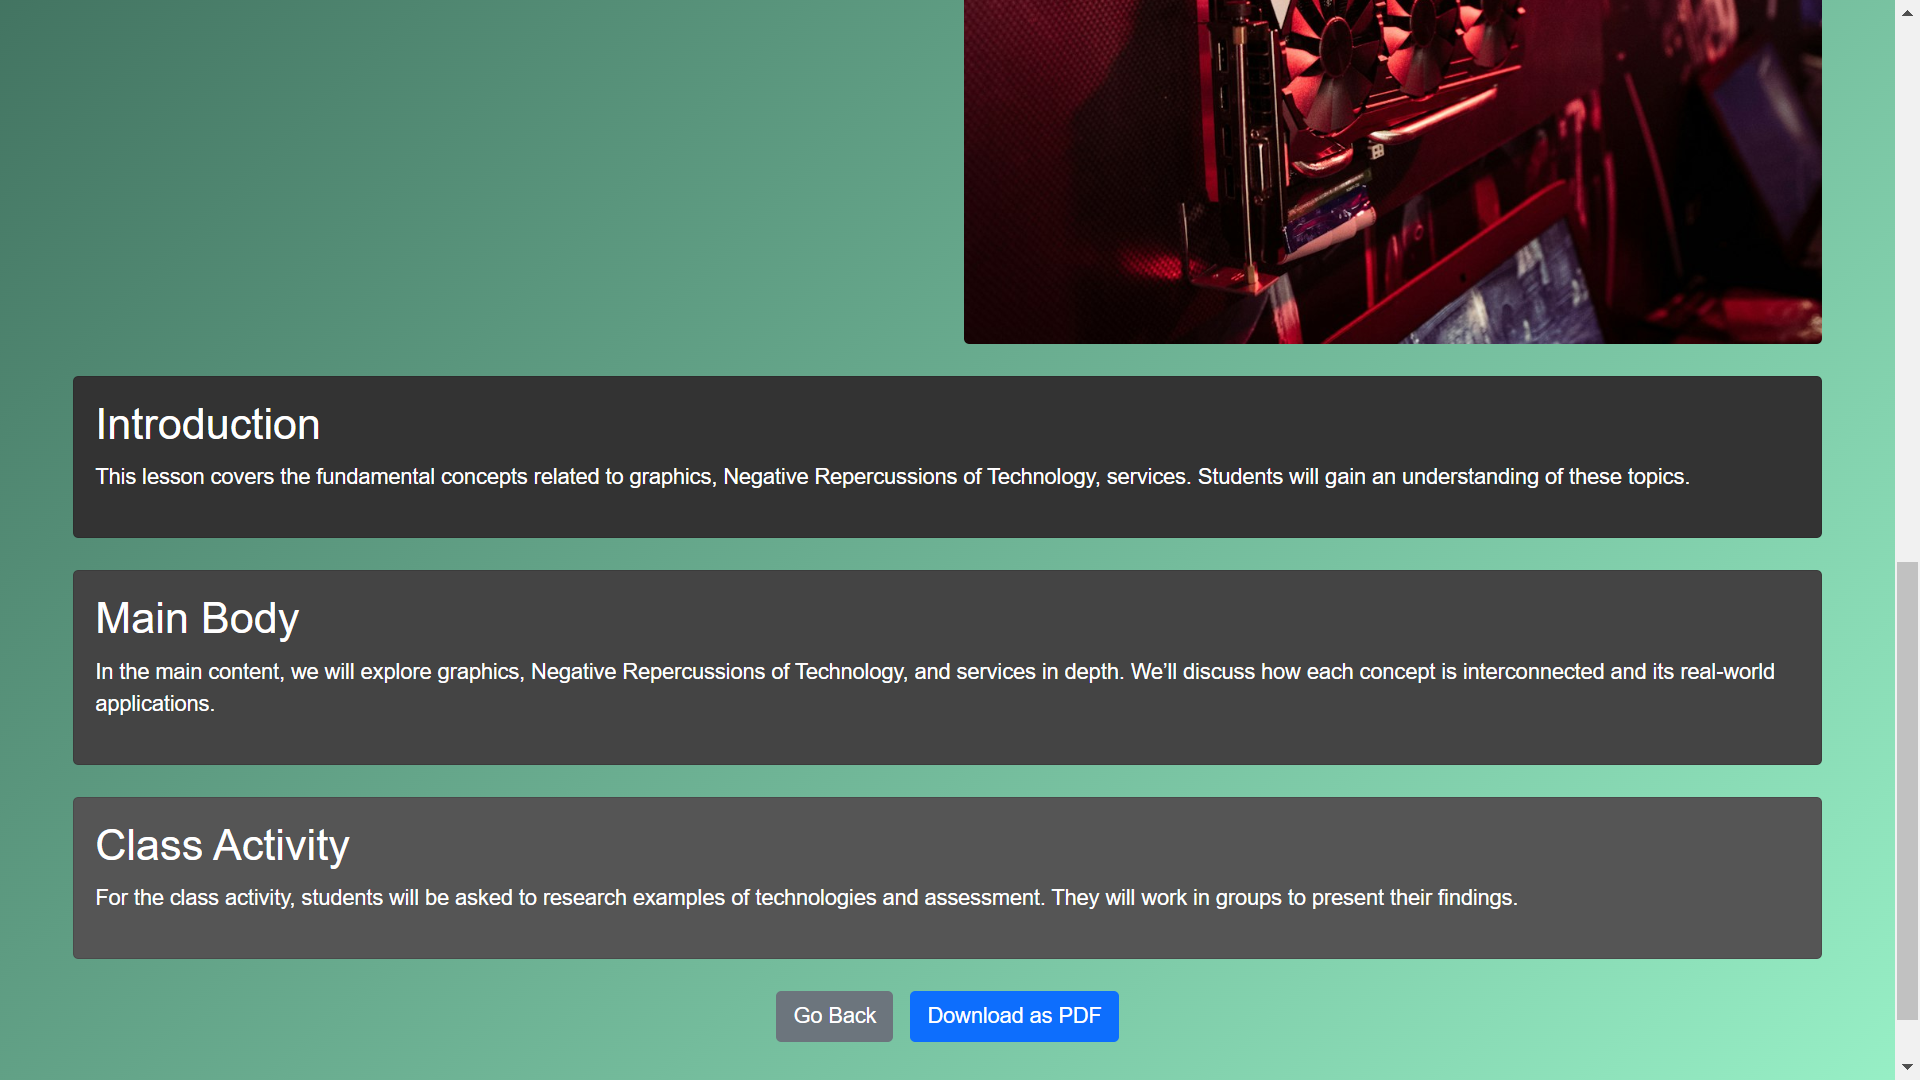 Introduction
This lesson covers the fundamental concepts related to graphics, Negative Repercussions of Technology, services. Students will gain an understanding of these topics.
Main Body
In the main content, we will explore graphics, Negative Repercussions of Technology, and services in depth. We’ll discuss how each concept is interconnected and its real-world
applications.
Class Activity
For the class activity, students will be asked to research examples of technologies and assessment. They will work in groups to present their findings.
Go Back
Download as PDF